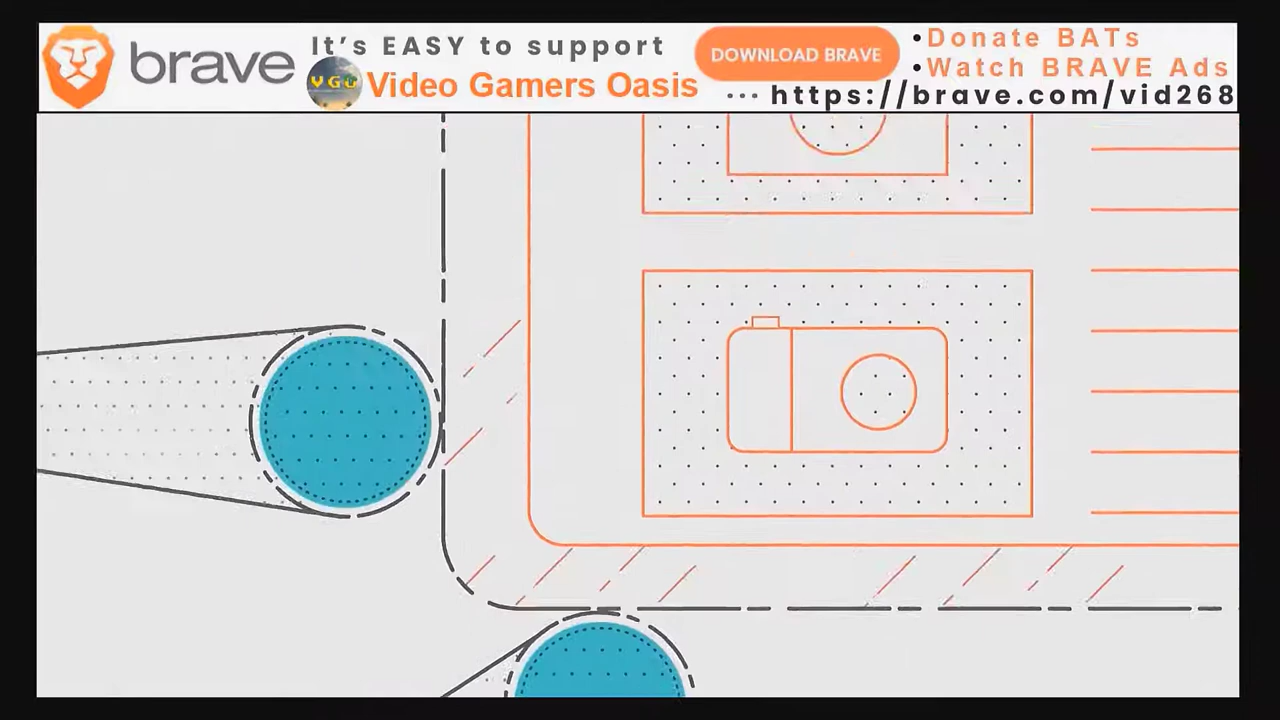 brave
It's EASY to support
VGO
Video Gamers Oasis
DOWNLOAD BRAVE
•Donate BATs
•Watch BRAVE Ads
••• https://brave.com/vid268